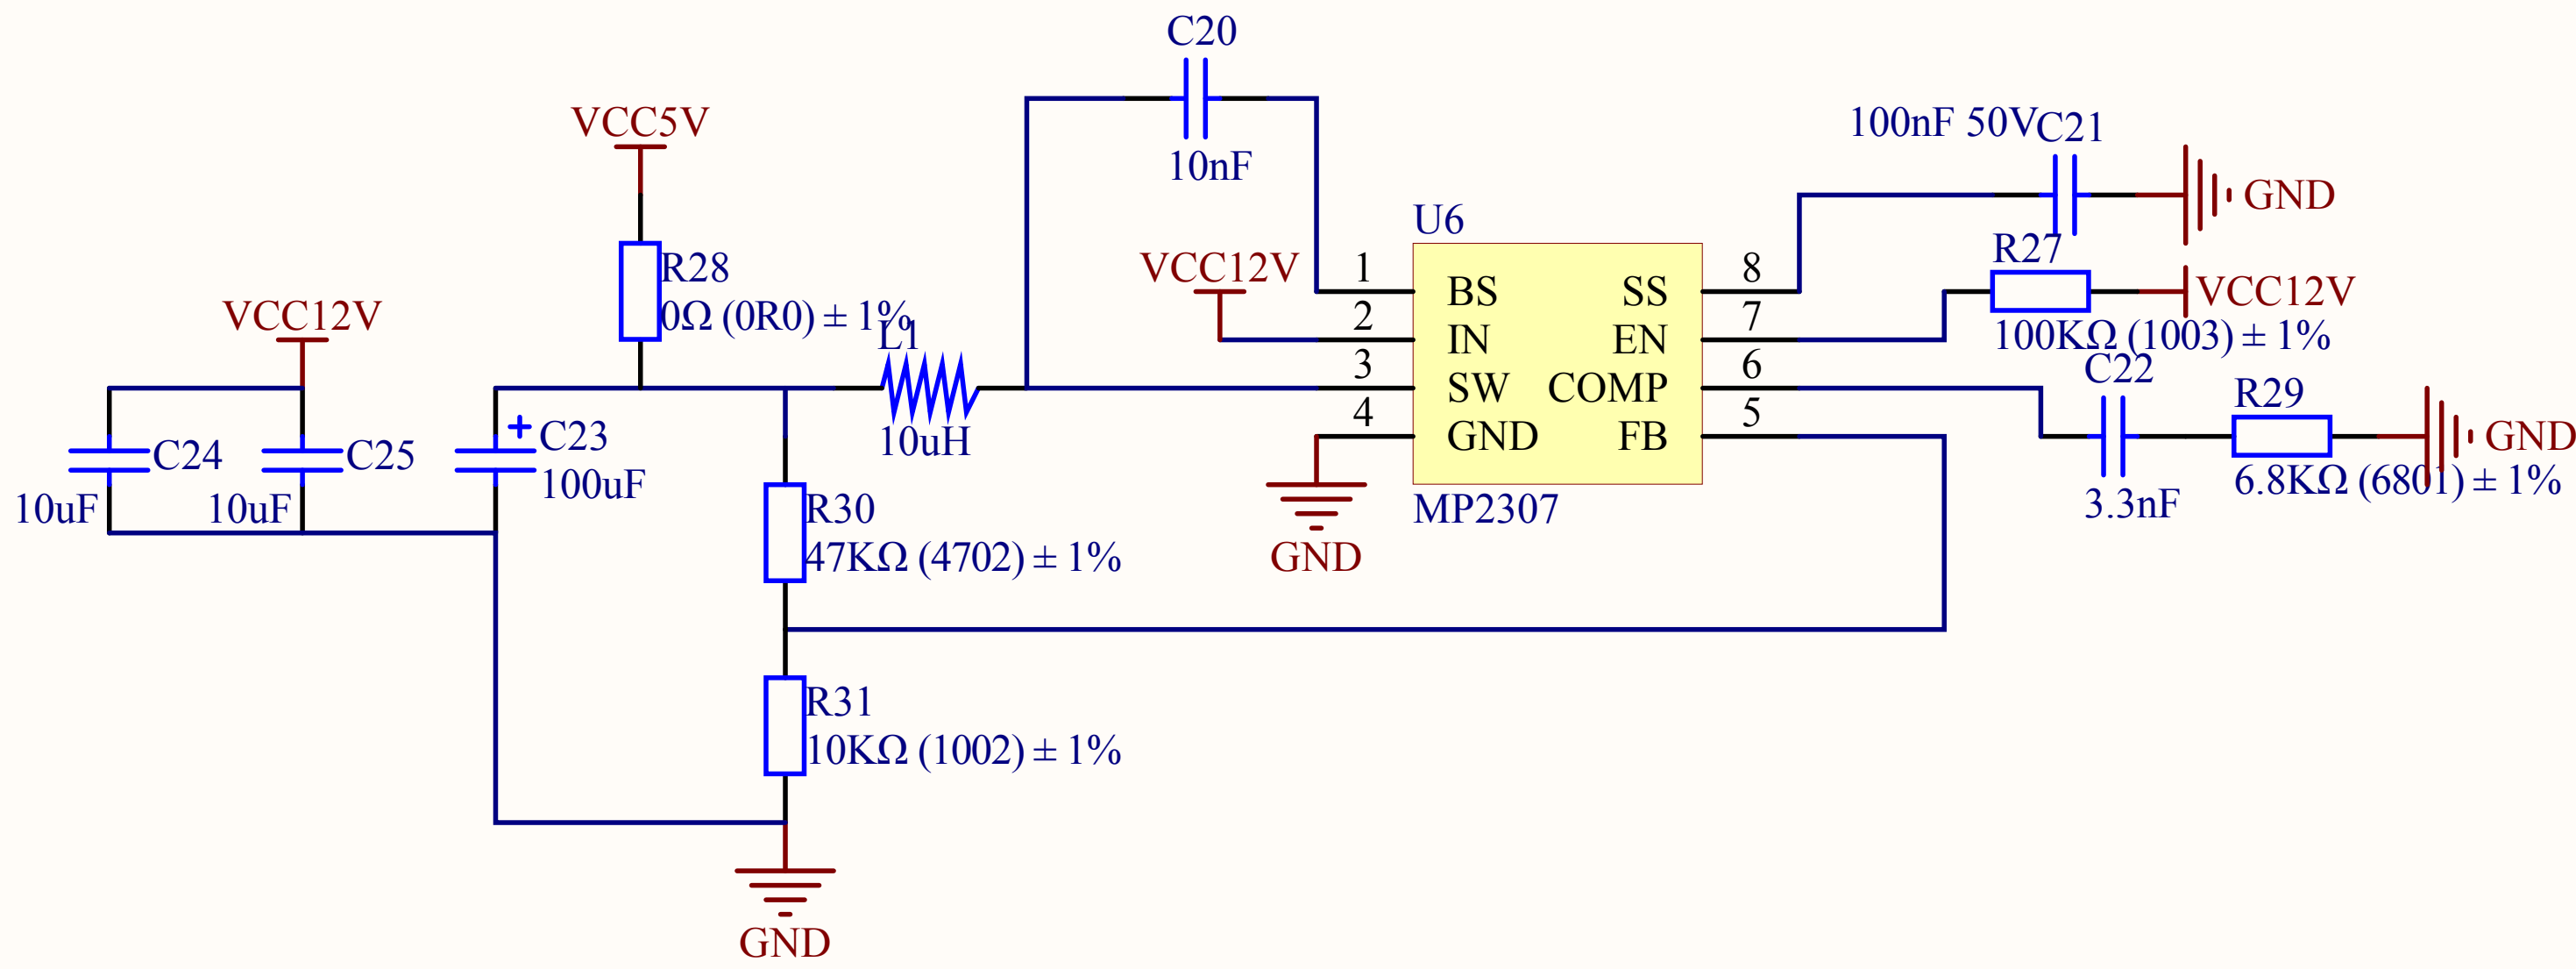 C20
10nF
VCC5V
R28
0Ω (0R0) ± 1%
L1
10uH
VCC12V
C24
10uF
C25
10uF
C23
+
100uF
R30
47KΩ (4702) ± 1%
R31
10KΩ (1002) ± 1%
GND
VCC12V
GND
U6
1 BS SS 8
2 IN EN 7
3 SW COMP 6
4 GND FB 5
MP2307
100nF 50V
C21
GND
R27
VCC12V
100KΩ (1003) ± 1%
C22
3.3nF
R29
GND
6.8KΩ (6801) ± 1%